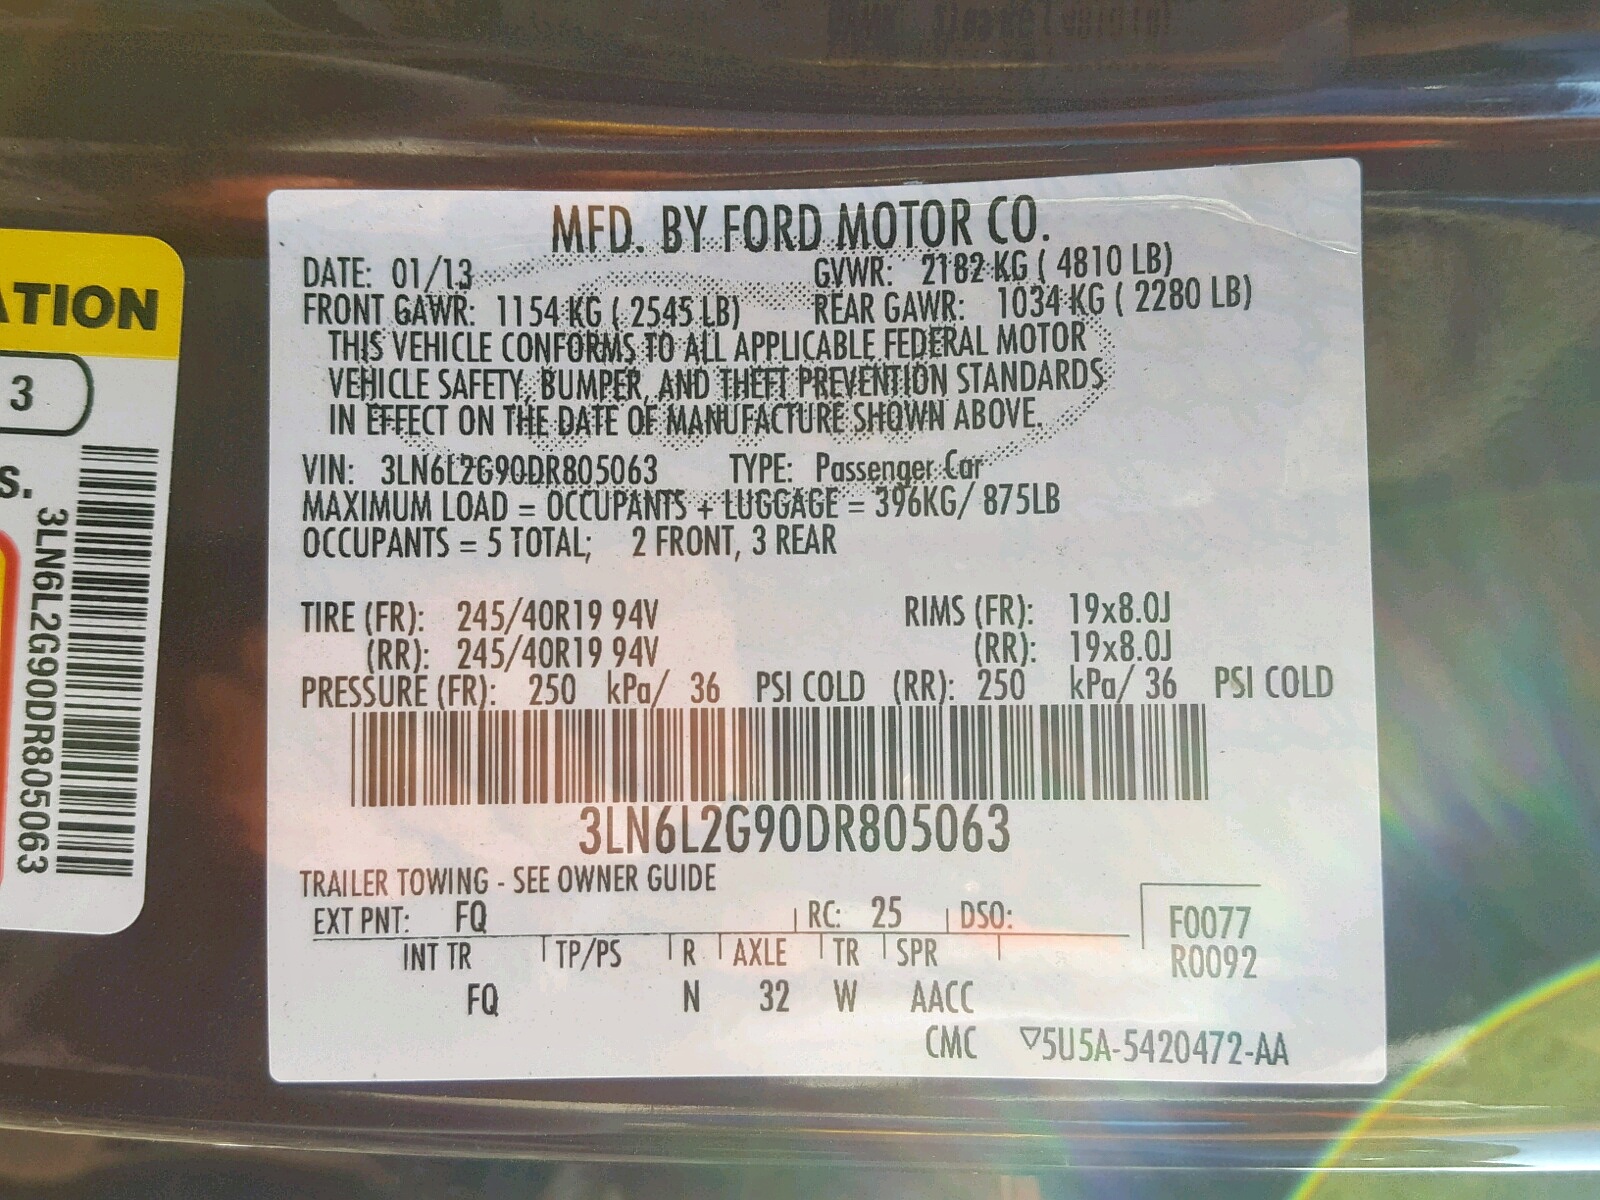 MFD. BY FORD MOTOR CO.
DATE: 01/13 GVWR: 2182 KG ( 4810 LB)
FRONT GAWR: 1154 KG ( 2545 LB) REAR GAWR: 1034 KG ( 2280 LB)
THIS VEHICLE CONFORMS TO ALL APPLICABLE FEDERAL MOTOR
VEHICLE SAFETY, BUMPER, AND THEFT PREVENTION STANDARDS
IN EFFECT ON THE DATE OF MANUFACTURE SHOWN ABOVE.
VIN: 3LN6L2G90DR805063 TYPE: Passenger Car
MAXIMUM LOAD = OCCUPANTS + LUGGAGE = 396KG/ 875LB
OCCUPANTS = 5 TOTAL; 2 FRONT, 3 REAR
TIRE (FR): 245/40R19 94V RIMS (FR): 19x8.0J
(RR): 245/40R19 94V (RR): 19x8.0J
PRESSURE (FR): 250 kPa/ 36 PSI COLD (RR): 250 kPa/ 36 PSI COLD
3LN6L2G90DR805063
TRAILER TOWING - SEE OWNER GUIDE
EXT PNT: FQ RC: 25 DSO: F0077
INT TR TP/PS R AXLE TR SPR R0092
FQ N 32 W AACC
CMC ▽5U5A-5420472-AA
ATION
3
S.
3LN6L2G90DR805063